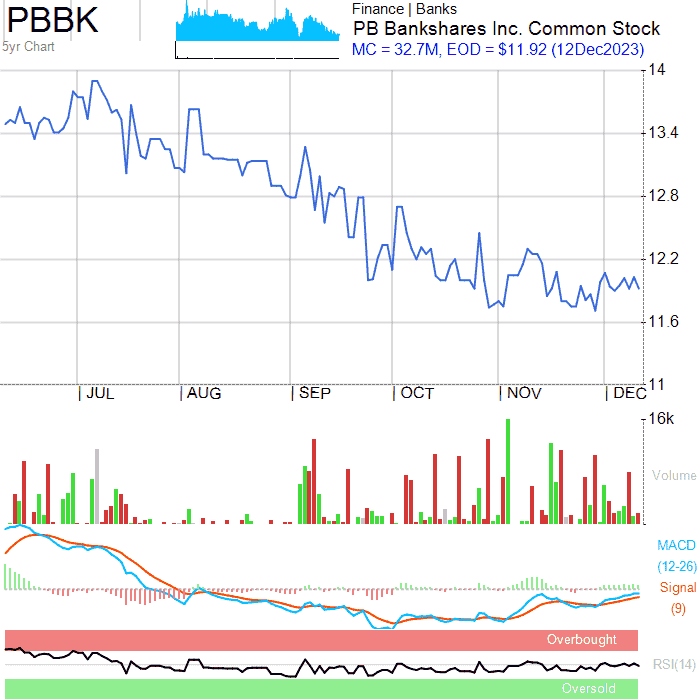 PBBK
5yr Chart
Finance | Banks
PB Bankshares Inc. Common Stock
MC = 32.7M, EOD = $11.92 (12Dec2023)
14
13.4
12.8
12.2
11.6
11
| JUL | AUG | SEP | OCT | NOV | DEC
16k
Volume
MACD
(12-26)
Signal
(9)
Overbought
RSI(14)
Oversold